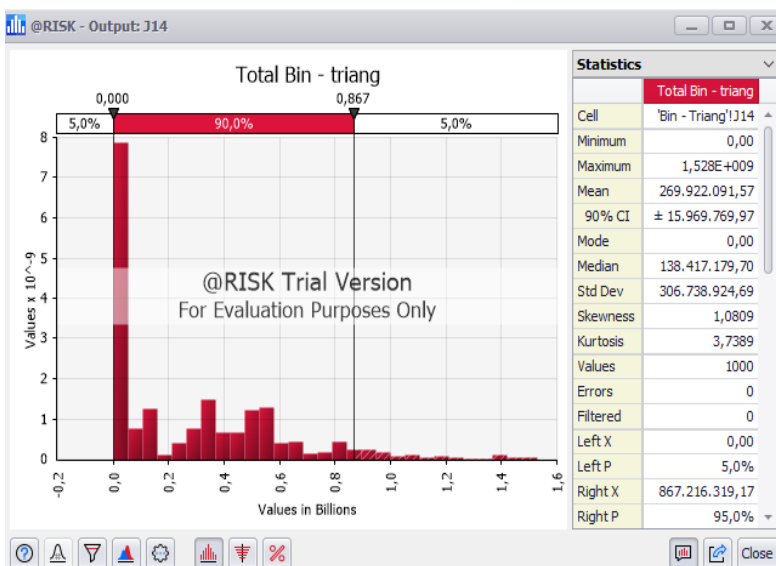 @RISK - Output: J14
Total Bin - triang
0,000 0,867
5,0% 90,0% 5,0%
8
7
6
5
4
3
2
1
0
Values x 10^-9
@RISK Trial Version
For Evaluation Purposes Only
-0,2 0,0 0,2 0,4 0,6 0,8 1,0 1,2 1,4 1,6
Values in Billions
Statistics
Total Bin - triang
Cell 'Bin - Triang'!J14
Minimum 0,00
Maximum 1,528E+009
Mean 269.922.091,57
90% CI ± 15.969.769,97
Mode 0,00
Median 138.417.179,70
Std Dev 306.738.924,69
Skewness 1,0809
Kurtosis 3,7389
Values 1000
Errors 0
Filtered 0
Left X 0,00
Left P 5,0%
Right X 867.216.319,17
Right P 95,0%
Close